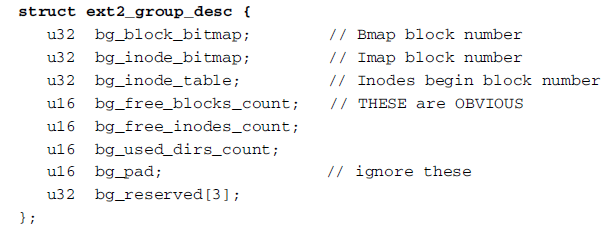 struct ext2_group_desc {
   u32  bg_block_bitmap;        // Bmap block number
   u32  bg_inode_bitmap;        // Imap block number
   u32  bg_inode_table;         // Inodes begin block number
   u16  bg_free_blocks_count;   // THESE are OBVIOUS
   u16  bg_free_inodes_count;
   u16  bg_used_dirs_count;
   u16  bg_pad;                 // ignore these
   u32  bg_reserved[3];
};